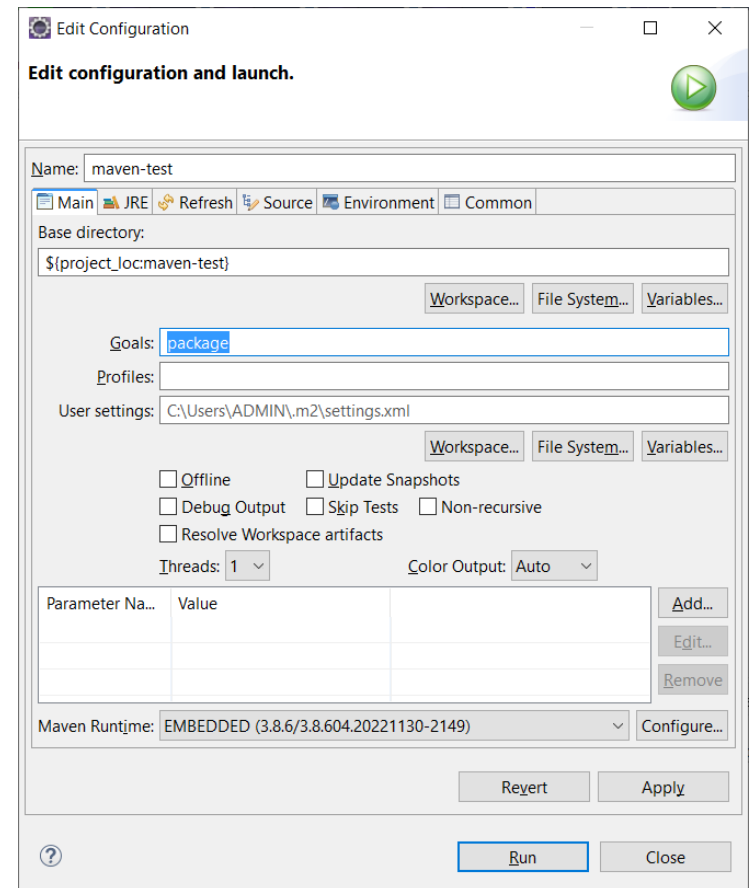 Edit Configuration
Edit configuration and launch.
Name: maven-test
Main JRE Refresh Source Environment Common
Base directory:
${project_loc:maven-test}
Workspace... File System... Variables...
Goals: package
Profiles:
User settings: C:\Users\ADMIN\.m2\settings.xml
Workspace... File System... Variables...
Offline Update Snapshots
Debug Output Skip Tests Non-recursive
Resolve Workspace artifacts
Threads: 1 Color Output: Auto
Parameter Na... Value Add...
Edit...
Remove
Maven Runtime: EMBEDDED (3.8.6/3.8.604.20221130-2149) Configure...
Revert Apply
? Run Close